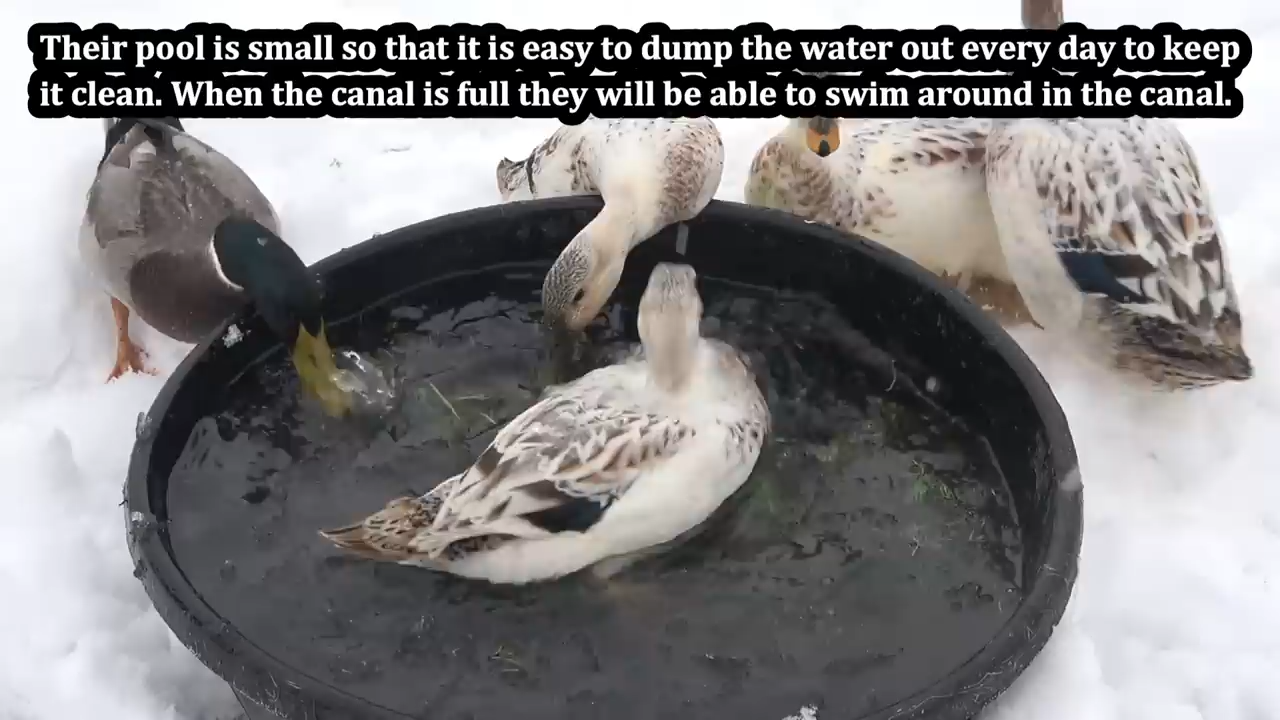 Their pool is small so that it is easy to dump the water out every day to keep
it clean. When the canal is full they will be able to swim around in the canal.